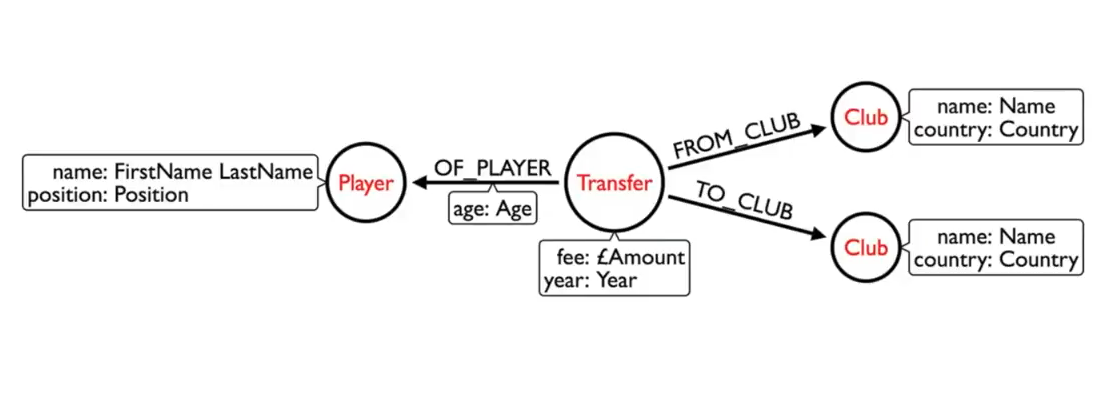 name: FirstName LastName
position: Position
Player
OF_PLAYER
age: Age
Transfer
fee: £Amount
year: Year
FROM_CLUB
TO_CLUB
Club
name: Name
country: Country
Club
name: Name
country: Country